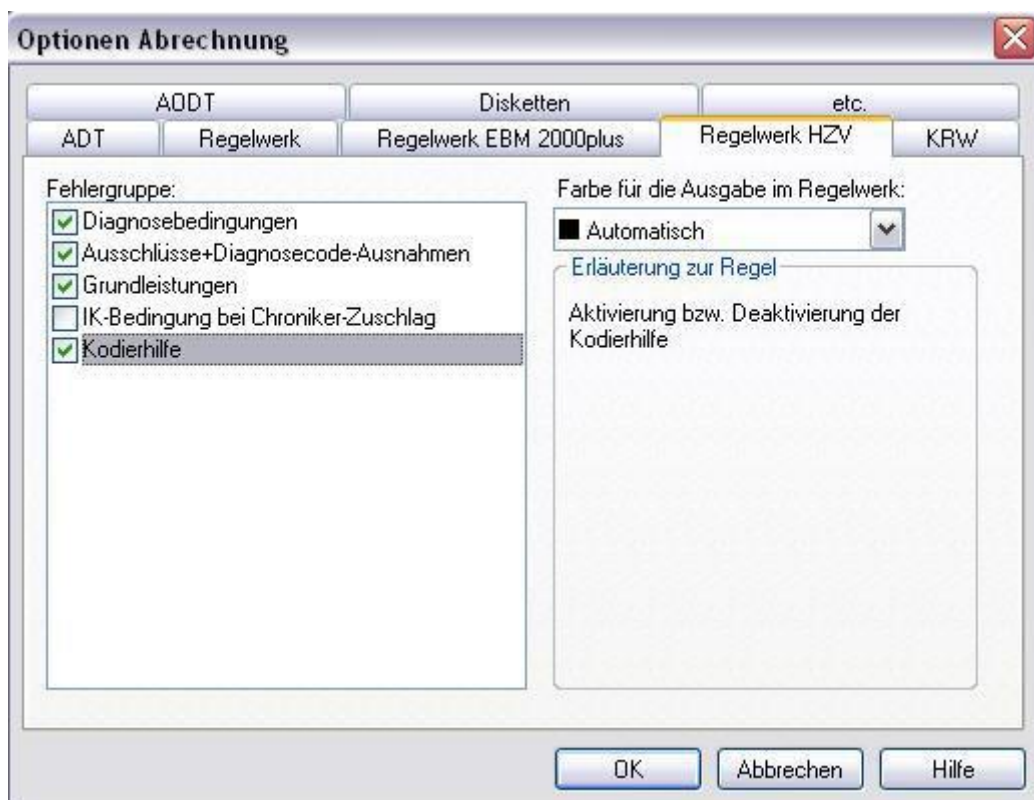 Optionen Abrechnung
AODT Disketten etc.
ADT Regelwerk Regelwerk EBM 2000plus Regelwerk HZV KRW
Fehlergruppe:
Diagnosebedingungen
Ausschlüsse+Diagnosecode-Ausnahmen
Grundleistungen
IK-Bedingung bei Chroniker-Zuschlag
Kodierhilfe
Farbe für die Ausgabe im Regelwerk:
Automatisch
Erläuterung zur Regel
Aktivierung bzw. Deaktivierung der
Kodierhilfe
OK Abbrechen Hilfe